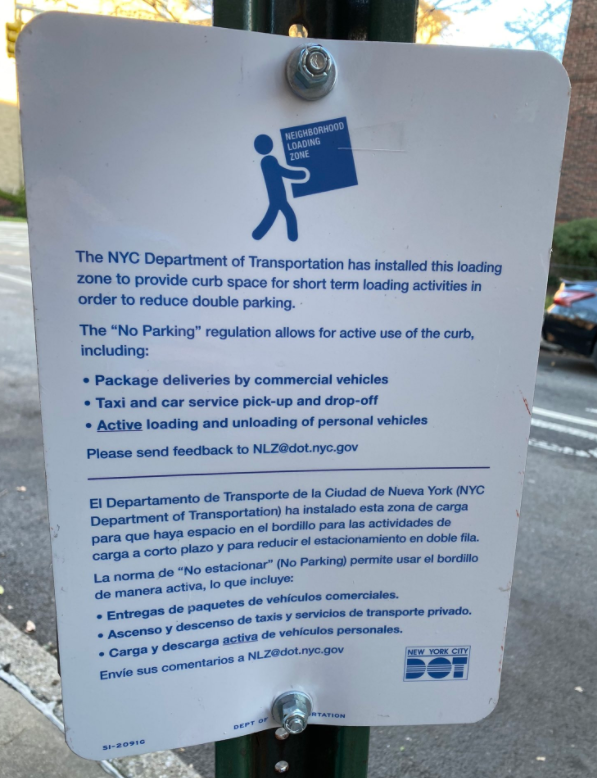 NEIGHBORHOOD
LOADING
ZONE
The NYC Department of Transportation has installed this loading
zone to provide curb space for short term loading activities in
order to reduce double parking.
The “No Parking” regulation allows for active use of the curb,
including:
• Package deliveries by commercial vehicles
• Taxi and car service pick-up and drop-off
• Active loading and unloading of personal vehicles
Please send feedback to NLZ@dot.nyc.gov
El Departamento de Transporte de la Ciudad de Nueva York (NYC
Department of Transportation) ha instalado esta zona de carga
para que haya espacio en el bordillo para las actividades de
carga a corto plazo y para reducir el estacionamiento en doble fila.
La norma de “No estacionar” (No Parking) permite usar el bordillo
de manera activa, lo que incluye:
• Entregas de paquetes de vehículos comerciales.
• Ascenso y descenso de taxis y servicios de transporte privado.
• Carga y descarga activa de vehículos personales.
Envíe sus comentarios a NLZ@dot.nyc.gov
NEW YORK CITY
DOT
DEPT OF
SI-2091G